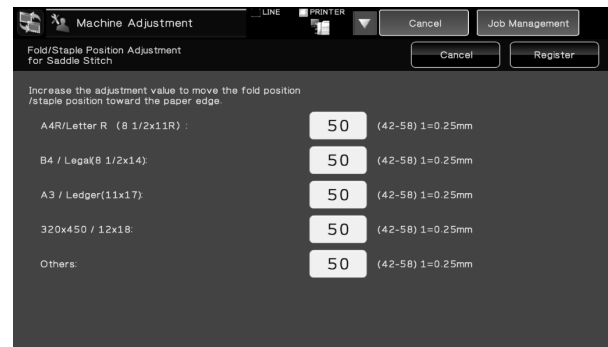 Machine Adjustment
LINE
PRINTER
Cancel
Job Management
Fold/Staple Position Adjustment
for Saddle Stitch
Cancel
Register
Increase the adjustment value to move the fold position
/staple position toward the paper edge.
A4R/Letter R (8 1/2x11R) : 50 (42-58) 1=0.25mm
B4 / Legal(8 1/2x14): 50 (42-58) 1=0.25mm
A3 / Ledger(11x17): 50 (42-58) 1=0.25mm
320x450 / 12x18: 50 (42-58) 1=0.25mm
Others: 50 (42-58) 1=0.25mm